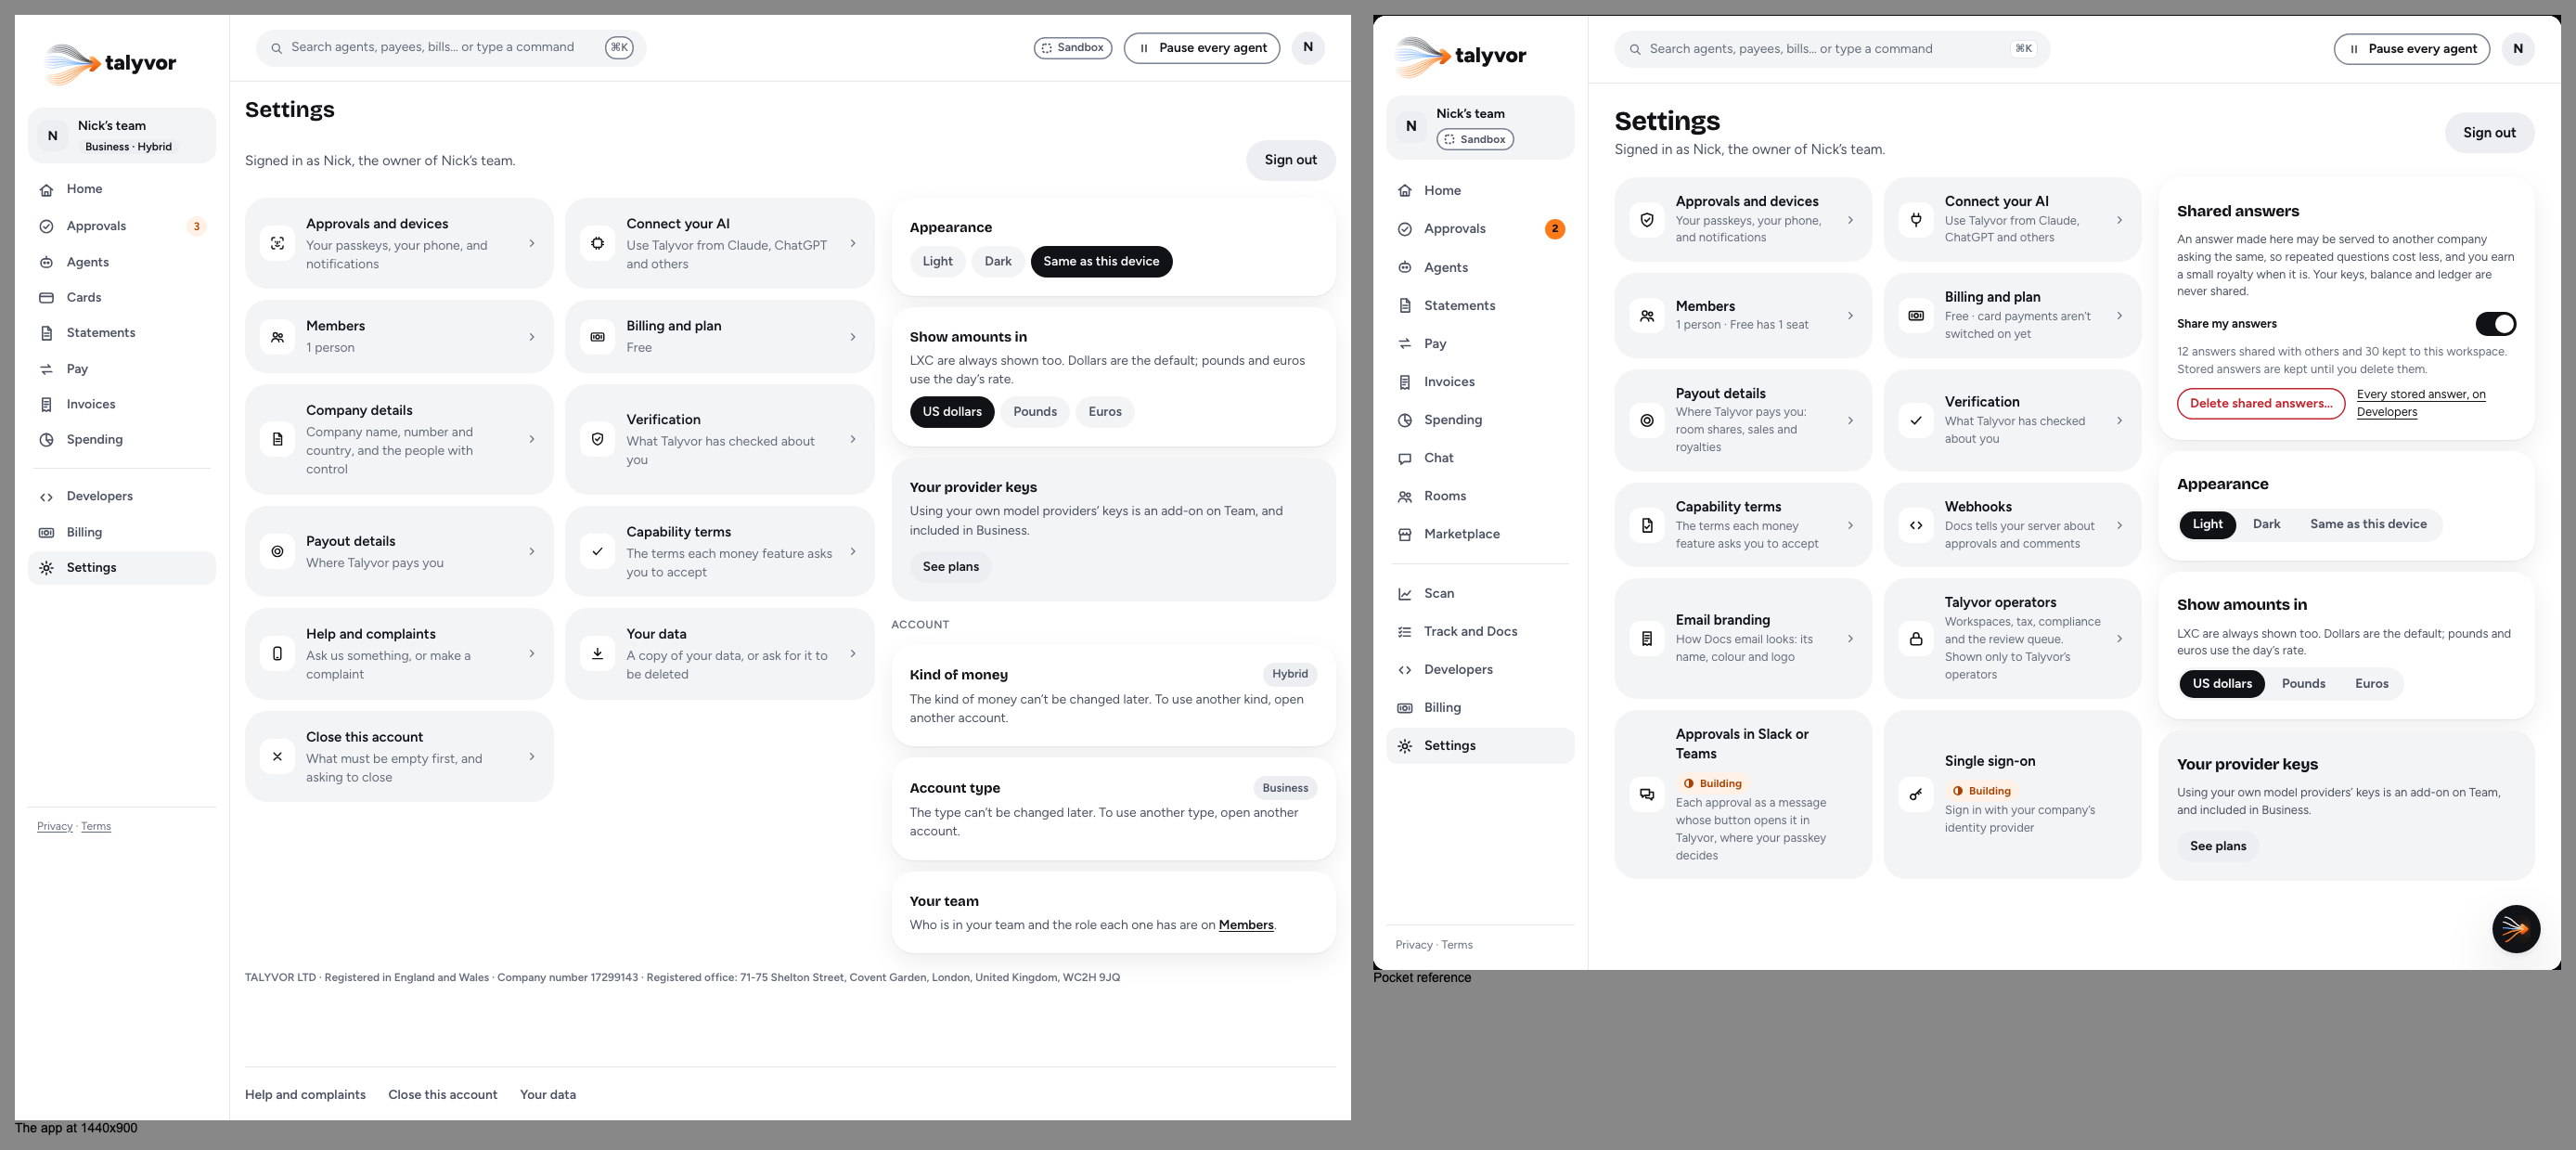 talyvor
Search agents, payees, bills... or type a command
⌘K
Sandbox
Pause every agent
N
N
Nick's team
Business · Hybrid
Home
Approvals
3
Agents
Cards
Statements
Pay
Invoices
Spending
Developers
Billing
Settings
Privacy · Terms
Settings
Signed in as Nick, the owner of Nick's team.
Sign out
Approvals and devices
Your passkeys, your phone, and
notifications
Connect your AI
Use Talyvor from Claude, ChatGPT
and others
Members
1 person
Billing and plan
Free
Company details
Company name, number and
country, and the people with
control
Verification
What Talyvor has checked about
you
Payout details
Where Talyvor pays you
Capability terms
The terms each money feature asks
you to accept
Help and complaints
Ask us something, or make a
complaint
Your data
A copy of your data, or ask for it to
be deleted
Close this account
What must be empty first, and
asking to close
Appearance
Light
Dark
Same as this device
Show amounts in
LXC are always shown too. Dollars are the default; pounds and euros
use the day's rate.
US dollars
Pounds
Euros
Your provider keys
Using your own model providers' keys is an add-on on Team, and
included in Business.
See plans
ACCOUNT
Kind of money
Hybrid
The kind of money can't be changed later. To use another kind, open
another account.
Account type
Business
The type can't be changed later. To use another type, open another
account.
Your team
Who is in your team and the role each one has are on Members.
TALYVOR LTD · Registered in England and Wales · Company number 17299143 · Registered office: 71-75 Shelton Street, Covent Garden, London, United Kingdom, WC2H 9JQ
Help and complaints
Close this account
Your data
The app at 1440x900
talyvor
Search agents, payees, bills... or type a command
⌘K
Pause every agent
N
N
Nick's team
Sandbox
Home
Approvals
2
Agents
Statements
Pay
Invoices
Spending
Chat
Rooms
Marketplace
Scan
Track and Docs
Developers
Billing
Settings
Privacy · Terms
Settings
Signed in as Nick, the owner of Nick's team.
Sign out
Approvals and devices
Your passkeys, your phone,
and notifications
Connect your AI
Use Talyvor from Claude,
ChatGPT and others
Members
1 person · Free has 1 seat
Billing and plan
Free · card payments aren't
switched on yet
Payout details
Where Talyvor pays you:
room shares, sales and
royalties
Verification
What Talyvor has checked
about you
Capability terms
The terms each money
feature asks you to accept
Webhooks
Docs tells your server about
approvals and comments
Email branding
How Docs email looks: its
name, colour and logo
Talyvor operators
Workspaces, tax, compliance
and the review queue.
Shown only to Talyvor's
operators
Approvals in Slack or
Teams
Building
Each approval as a message
whose button opens it in
Talyvor, where your passkey
decides
Single sign-on
Building
Sign in with your company's
identity provider
Shared answers
An answer made here may be served to another company
asking the same, so repeated questions cost less, and you earn
a small royalty when it is. Your keys, balance and ledger are
never shared.
Share my answers
12 answers shared with others and 30 kept to this workspace.
Stored answers are kept until you delete them.
Delete shared answers...
Every stored answer, on
Developers
Appearance
Light
Dark
Same as this device
Show amounts in
LXC are always shown too. Dollars are the default; pounds and
euros use the day's rate.
US dollars
Pounds
Euros
Your provider keys
Using your own model providers' keys is an add-on on Team,
and included in Business.
See plans
Pocket reference